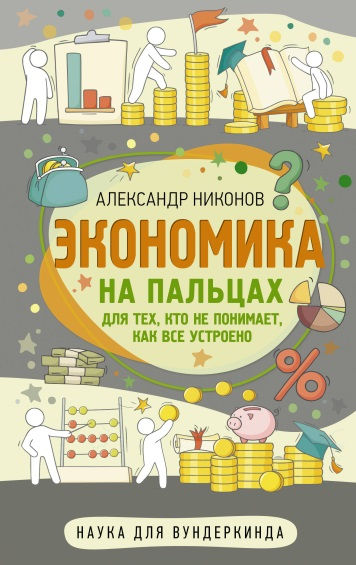 АЛЕКСАНДР НИКОНОВ
ЭКОНОМИКА
НА ПАЛЬЦАХ
ДЛЯ ТЕХ, КТО НЕ ПОНИМАЕТ,
КАК ВСЕ УСТРОЕНО
?
%
НАУКА ДЛЯ ВУНДЕРКИНДА